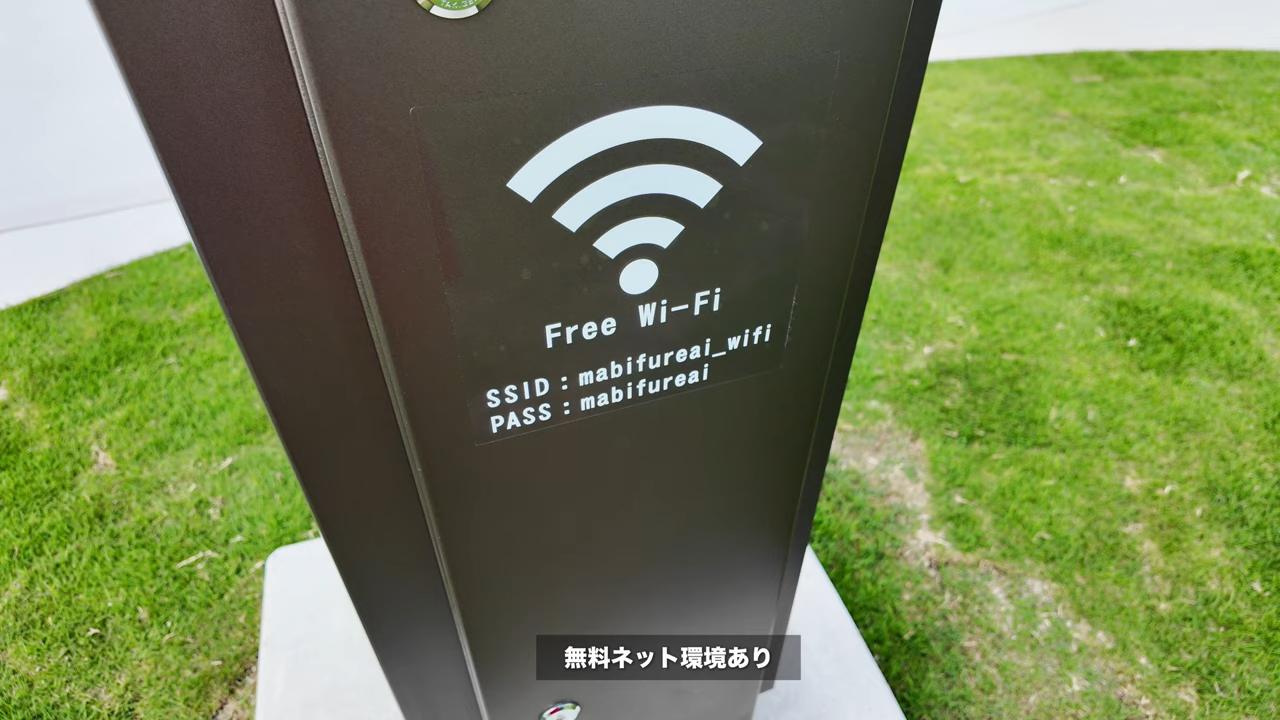 Free Wi-Fi
SSID：mabifureai_wifi
PASS：mabifureai
無料ネット環境あり